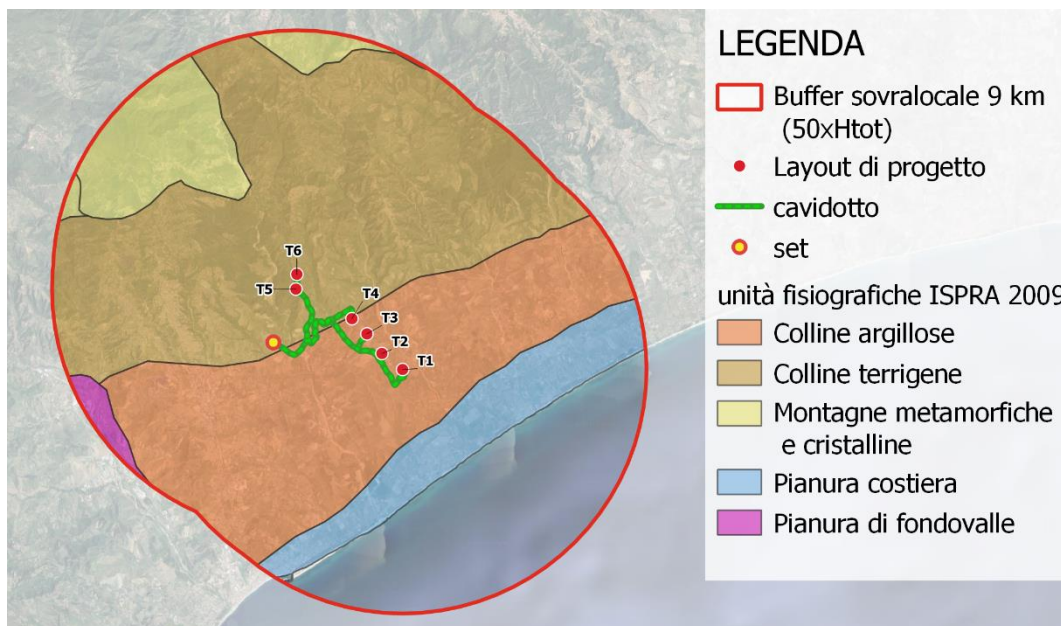 LEGENDA
Buffer sovralocale 9 km
(50xHtot)
Layout di progetto
cavidotto
set
unità fisiografiche ISPRA 2009
Colline argillose
Colline terrigene
Montagne metamorfiche
e cristalline
Pianura costiera
Pianura di fondovalle
T6
T5
T4
T3
T2
T1